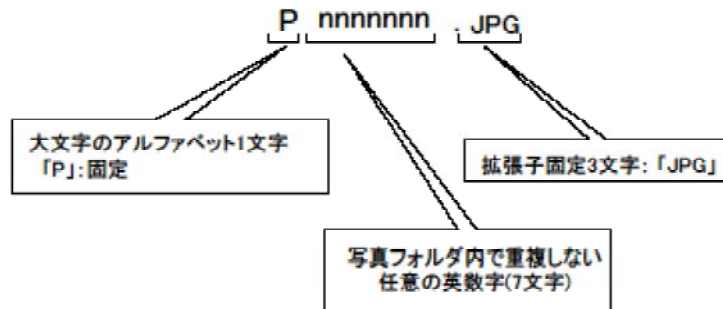 P nnnnnnn . JPG
大文字のアルファベット1文字
「P」:固定
拡張子固定3文字:「JPG」
写真フォルダ内で重複しない
任意の英数字(7文字)